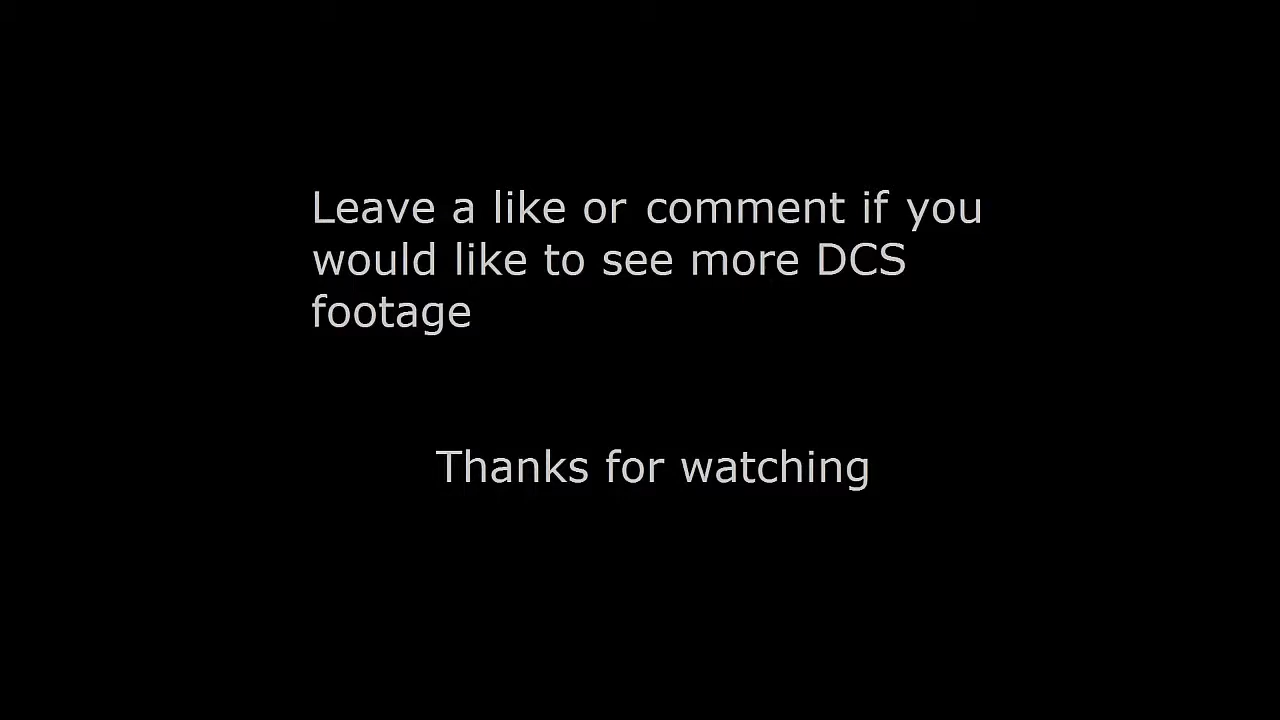 Leave a like or comment if you
would like to see more DCS
footage
Thanks for watching